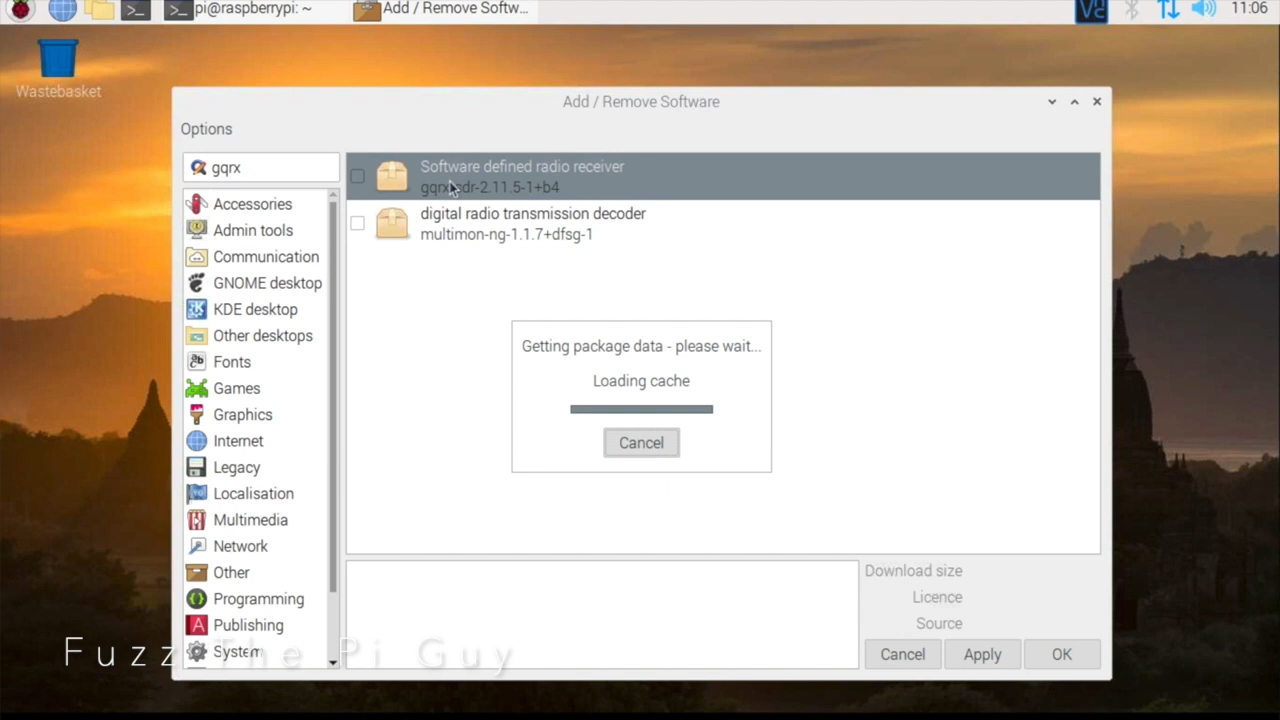 pi@raspberrypi: ~
Add / Remove Softw...
11:06
Wastebasket
Add / Remove Software
Options
gqrx
Accessories
Admin tools
Communication
GNOME desktop
KDE desktop
Other desktops
Fonts
Games
Graphics
Internet
Legacy
Localisation
Multimedia
Network
Other
Programming
Publishing
System
Software defined radio receiver
gqrx-sdr-2.11.5-1+b4
digital radio transmission decoder
multimon-ng-1.1.7+dfsg-1
Getting package data - please wait...
Loading cache
Cancel
Download size
Licence
Source
Cancel
Apply
OK
Fuzz The Pi Guy